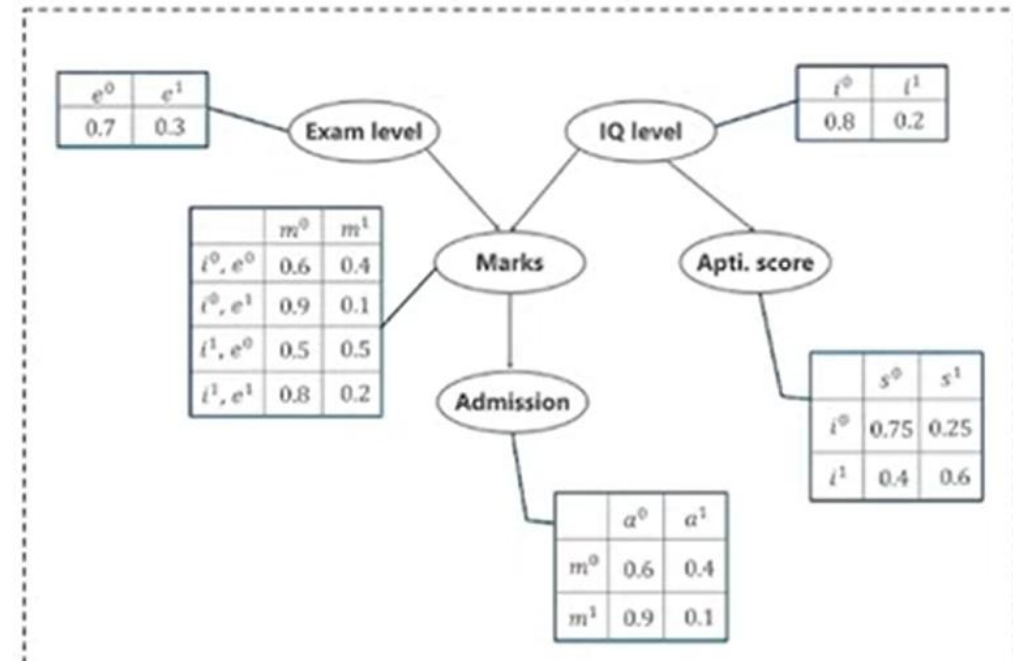 e⁰ e¹
0.7 0.3
Exam level
IQ level
i⁰ i¹
0.8 0.2
m⁰ m¹
i⁰, e⁰ 0.6 0.4
i⁰, e¹ 0.9 0.1
i¹, e⁰ 0.5 0.5
i¹, e¹ 0.8 0.2
Marks
Apti. score
s⁰ s¹
i⁰ 0.75 0.25
i¹ 0.4 0.6
Admission
a⁰ a¹
m⁰ 0.6 0.4
m¹ 0.9 0.1